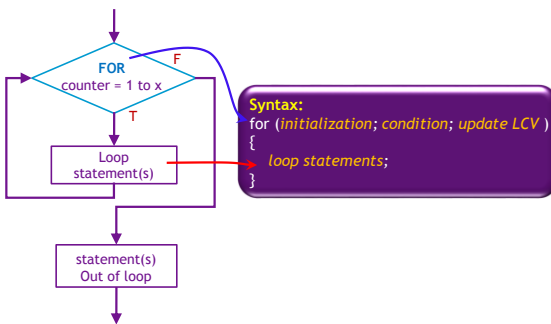 F
FOR
counter = 1 to x
T
Loop
statement(s)
statement(s)
Out of loop
Syntax:
for (initialization; condition; update LCV )
{
loop statements;
}